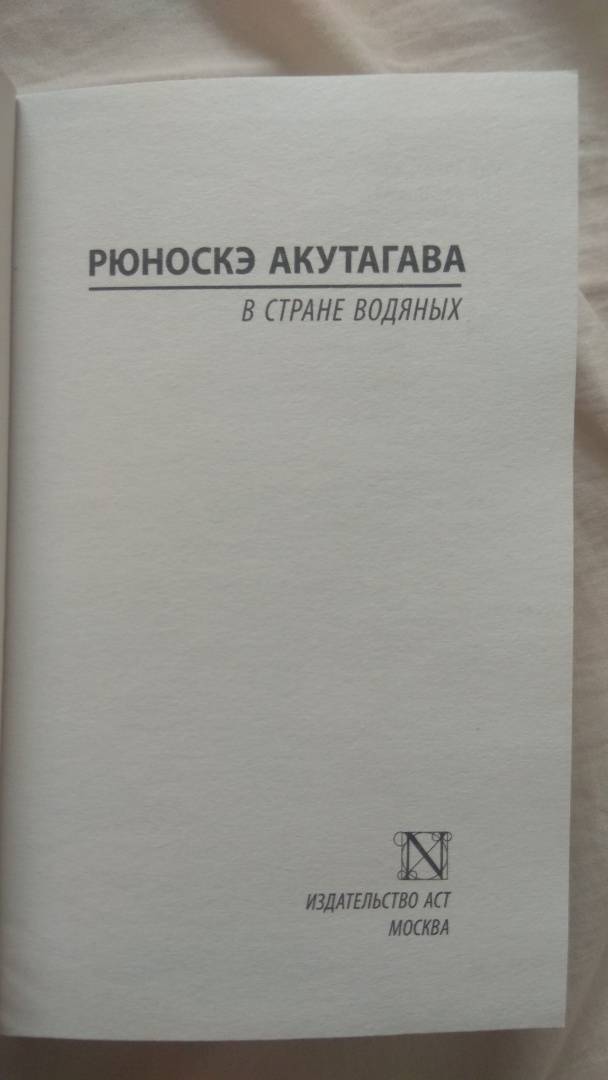 РЮНОСКЭ АКУТАГАВА
В СТРАНЕ ВОДЯНЫХ
N
ИЗДАТЕЛЬСТВО АСТ
МОСКВА